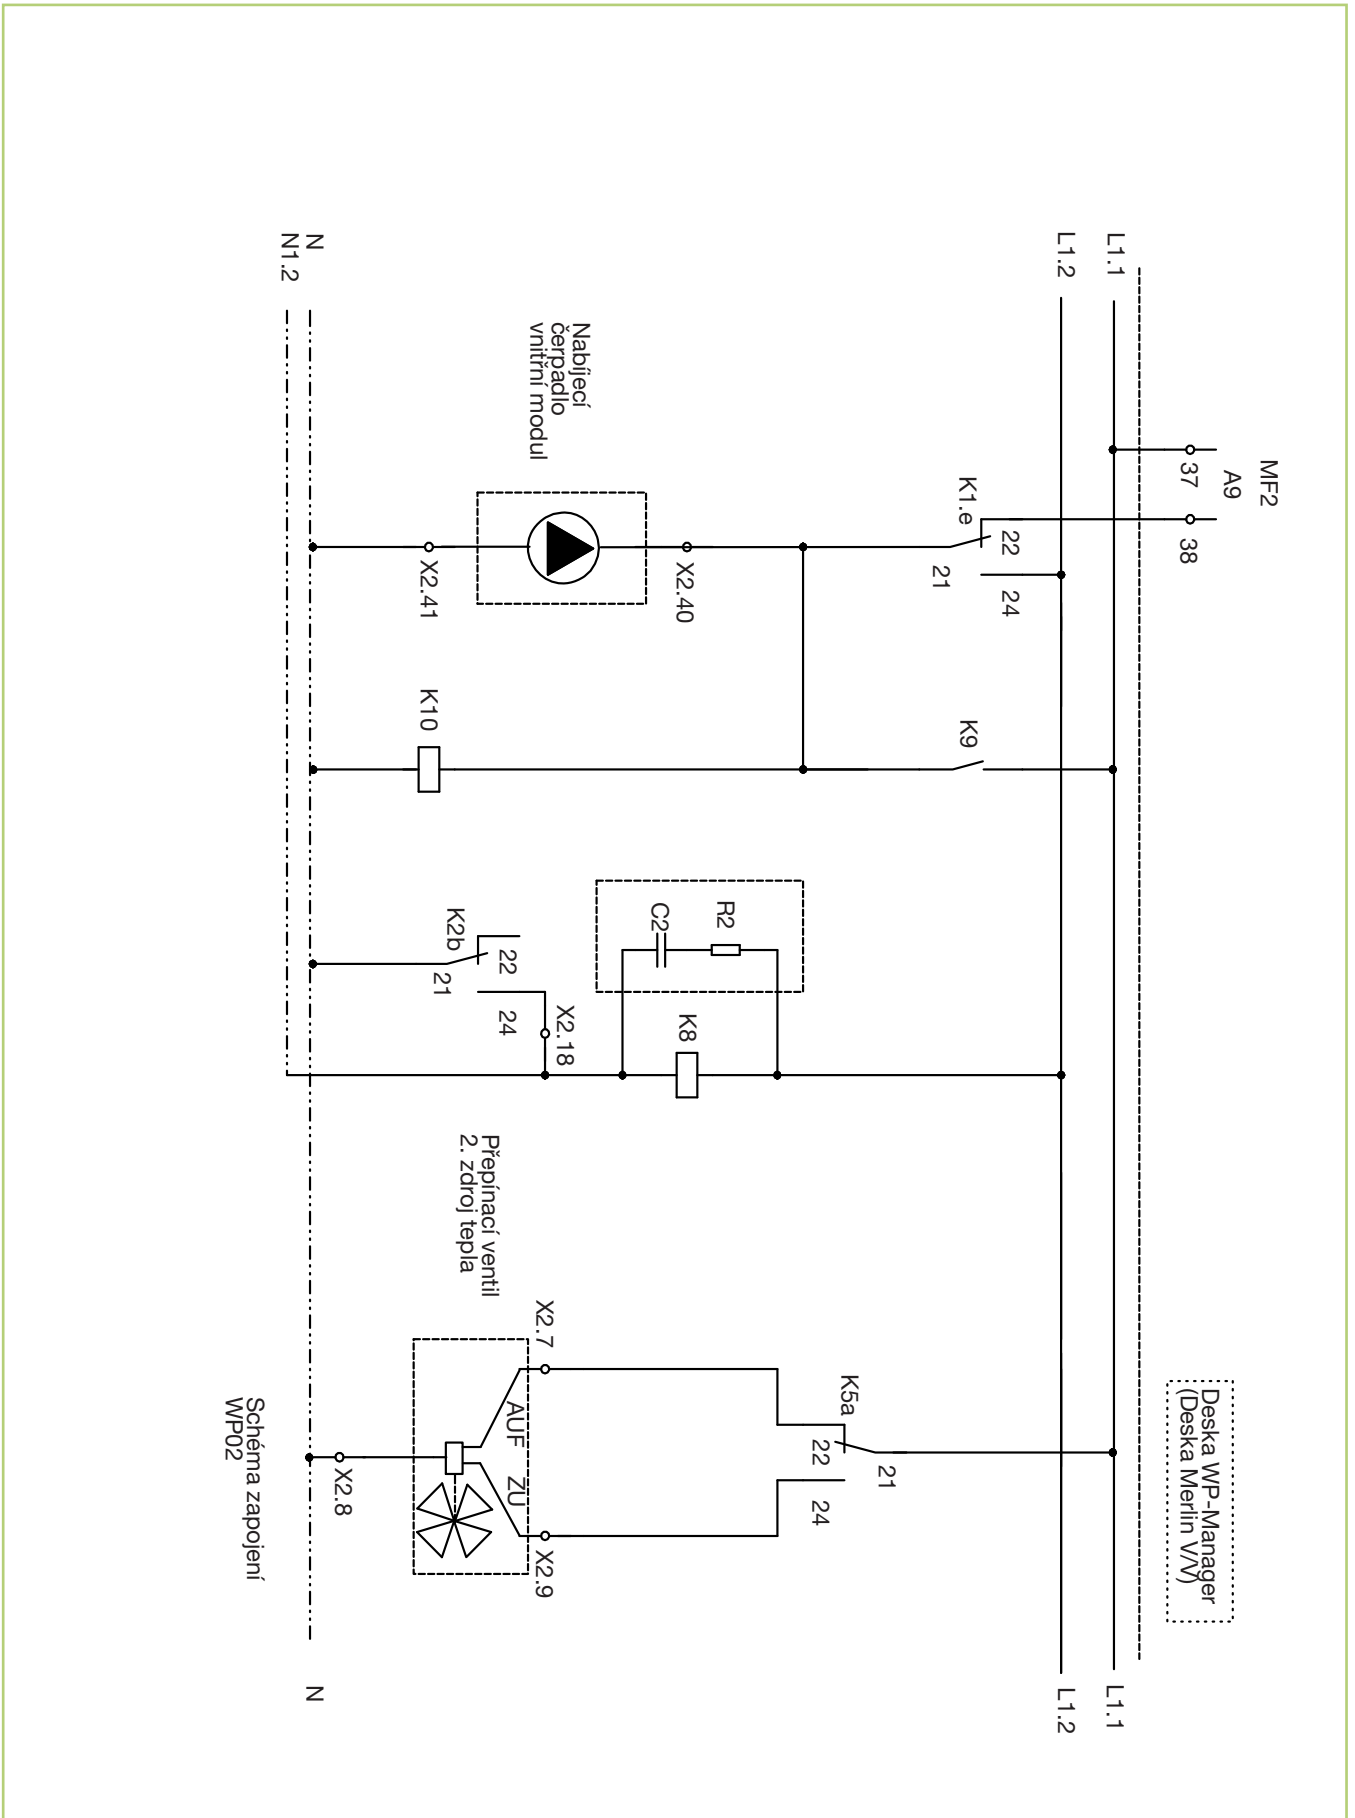 MF2
A9
37
38
Deska WP-Manager
(Deska Merlin V/V)
L1.1
L1.1
L1.2
L1.2
K1.e
22
24
21
K9
K5a
21
22
24
X2.40
R2
C2
K8
Nabíjecí
čerpadlo
vnitřní modul
X2.41
K10
K2b
22
24
21
X2.18
Přepínací ventil
2. zdroj tepla
X2.7
X2.9
AUF
ZU
X2.8
N
N1.2
N
Schéma zapojení
WP02